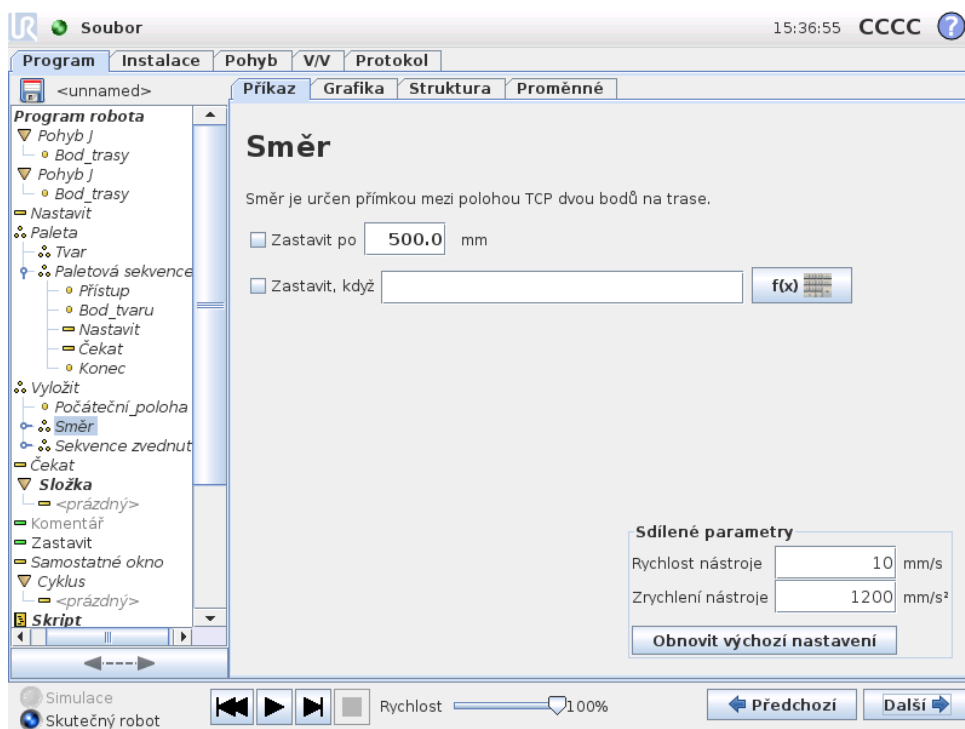 UR Soubor 15:36:55 CCCC ?
Program Instalace Pohyb V/V Protokol
<unnamed>
Příkaz Grafika Struktura Proměnné
Program robota
Pohyb J
Bod_trasy
Pohyb J
Bod_trasy
Nastavit
Paleta
Tvar
Paletová sekvence
Přístup
Bod_tvaru
Nastavit
Čekat
Konec
Vyložit
Počáteční_poloha
Směr
Sekvence zvednut
Čekat
Složka
<prázdný>
Komentář
Zastavit
Samostatné okno
Cyklus
<prázdný>
Skript
Směr
Směr je určen přímkou mezi polohou TCP dvou bodů na trase.
Zastavit po 500.0 mm
Zastavit, když f(x)
Sdílené parametry
Rychlost nástroje 10 mm/s
Zrychlení nástroje 1200 mm/s²
Obnovit výchozí nastavení
Simulace
Skutečný robot
Rychlost 100%
Předchozí Další